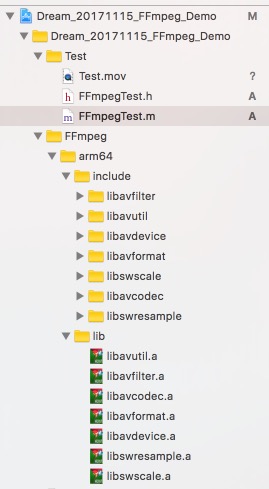 Dream_20171115_FFmpeg_Demo M
Dream_20171115_FFmpeg_Demo
Test
Test.mov ?
h FFmpegTest.h A
m FFmpegTest.m A
FFmpeg
arm64
include
libavfilter
libavutil
libavdevice
libavformat
libswscale
libavcodec
libswresample
lib
libavutil.a
libavfilter.a
libavcodec.a
libavformat.a
libavdevice.a
libswresample.a
libswscale.a